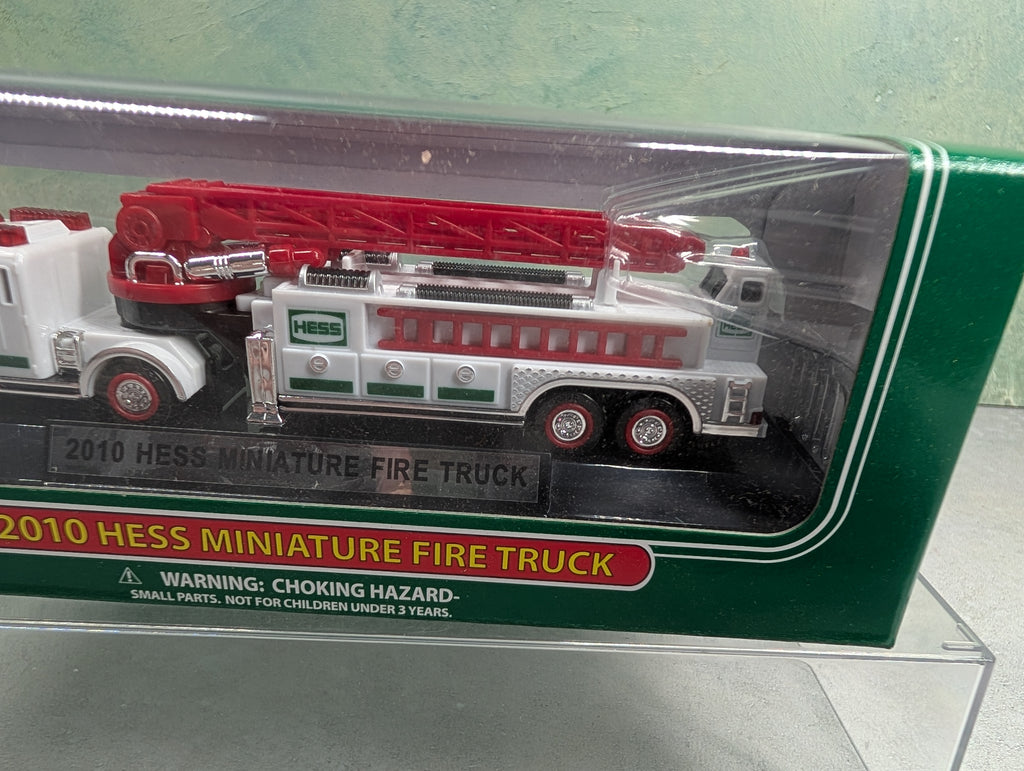 HESS
HESS
2010 HESS MINIATURE FIRE TRUCK
2010 HESS MINIATURE FIRE TRUCK
WARNING: CHOKING HAZARD-
SMALL PARTS. NOT FOR CHILDREN UNDER 3 YEARS.